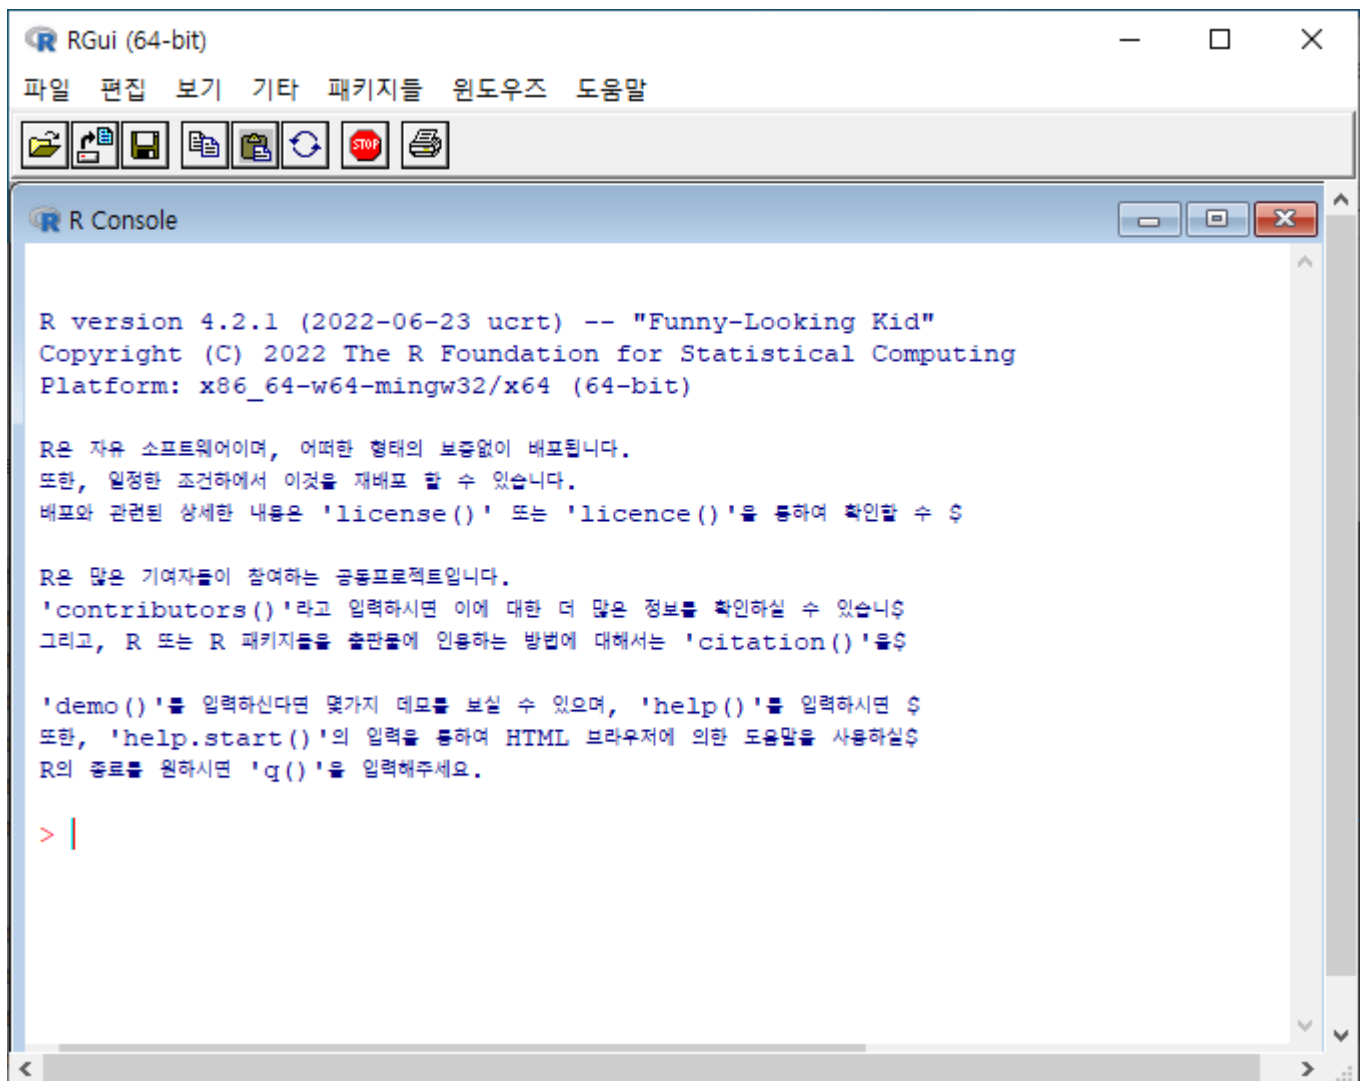 RGui (64-bit)
파일 편집 보기 기타 패키지들 윈도우즈 도움말
STOP
R Console
R version 4.2.1 (2022-06-23 ucrt) -- "Funny-Looking Kid"
Copyright (C) 2022 The R Foundation for Statistical Computing
Platform: x86_64-w64-mingw32/x64 (64-bit)
R은 자유 소프트웨어이며, 어떠한 형태의 보증없이 배포됩니다.
또한, 일정한 조건하에서 이것을 재배포 할 수 있습니다.
배포와 관련된 상세한 내용은 'license()' 또는 'licence()'을 통하여 확인할 수 $
R은 많은 기여자들이 참여하는 공동프로젝트입니다.
'contributors()'라고 입력하시면 이에 대한 더 많은 정보를 확인하실 수 있습니$
그리고, R 또는 R 패키지들을 출판물에 인용하는 방법에 대해서는 'citation()'을$
'demo()'를 입력하신다면 몇가지 데모를 보실 수 있으며, 'help()'를 입력하시면 $
또한, 'help.start()'의 입력을 통하여 HTML 브라우저에 의한 도움말을 사용하실$
R의 종료를 원하시면 'q()'을 입력해주세요.
>